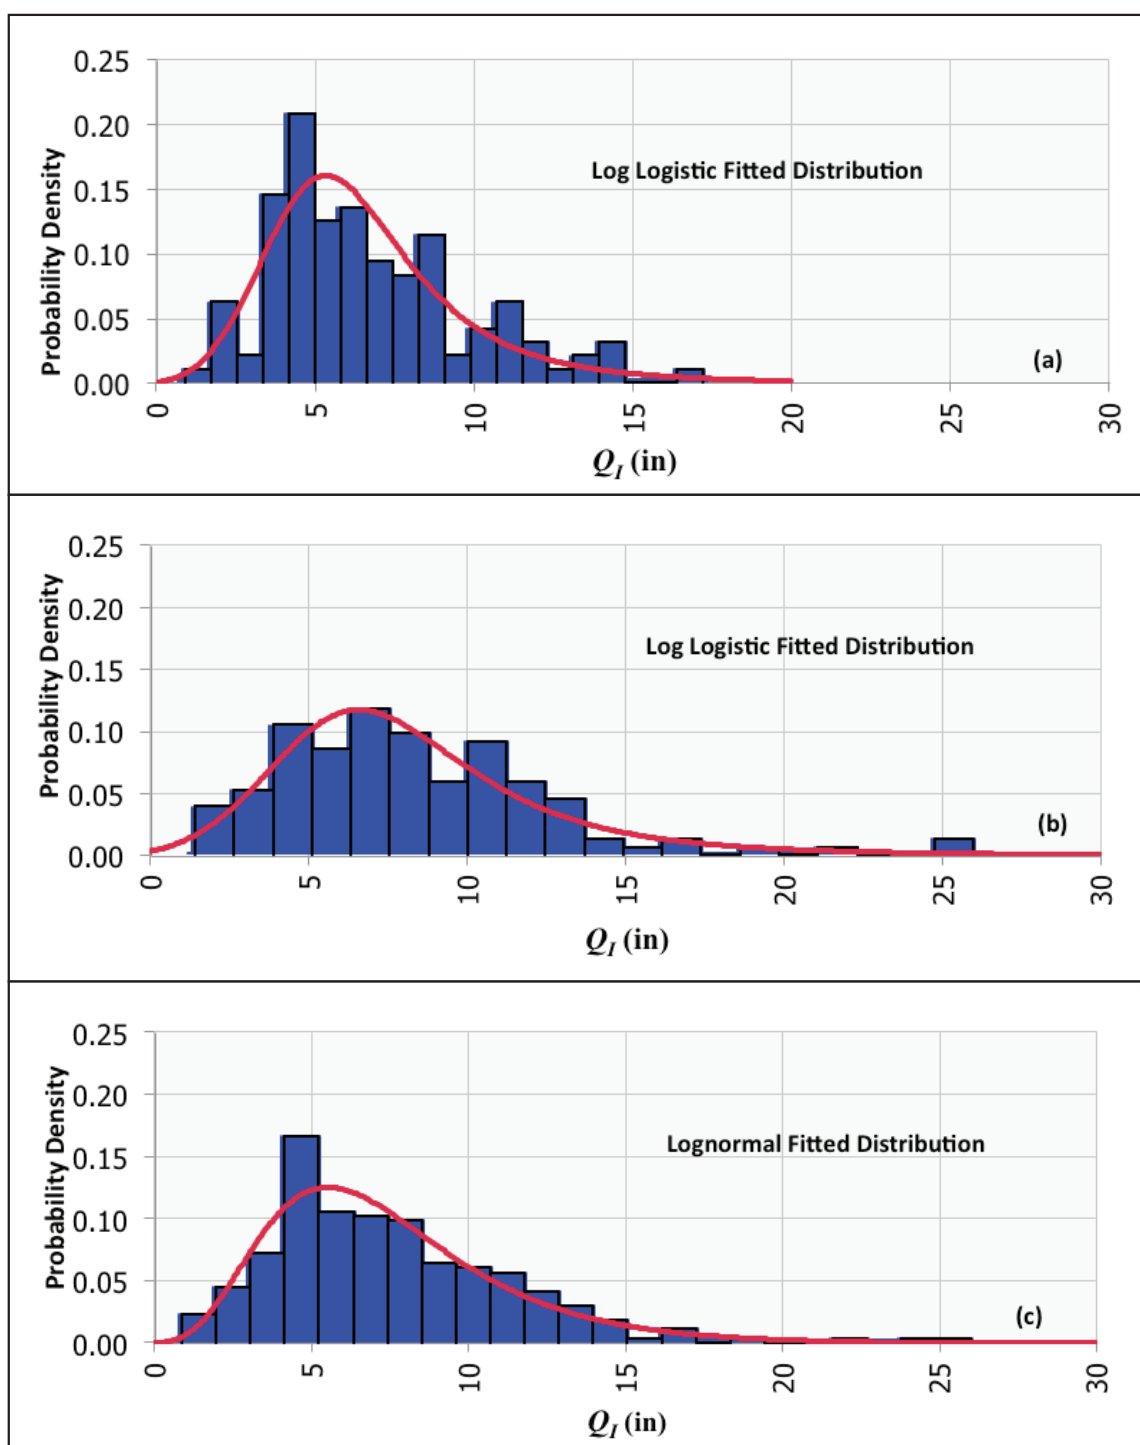 0.25
0.20
0.15
0.10
0.05
0.00
Probability Density
Log Logistic Fitted Distribution
(a)
0 5 10 15 20 25 30
Q_I (in)
0.25
0.20
0.15
0.10
0.05
0.00
Probability Density
Log Logistic Fitted Distribution
(b)
0 5 10 15 20 25 30
Q_I (in)
0.25
0.20
0.15
0.10
0.05
0.00
Probability Density
Lognormal Fitted Distribution
(c)
0 5 10 15 20 25 30
Q_I (in)